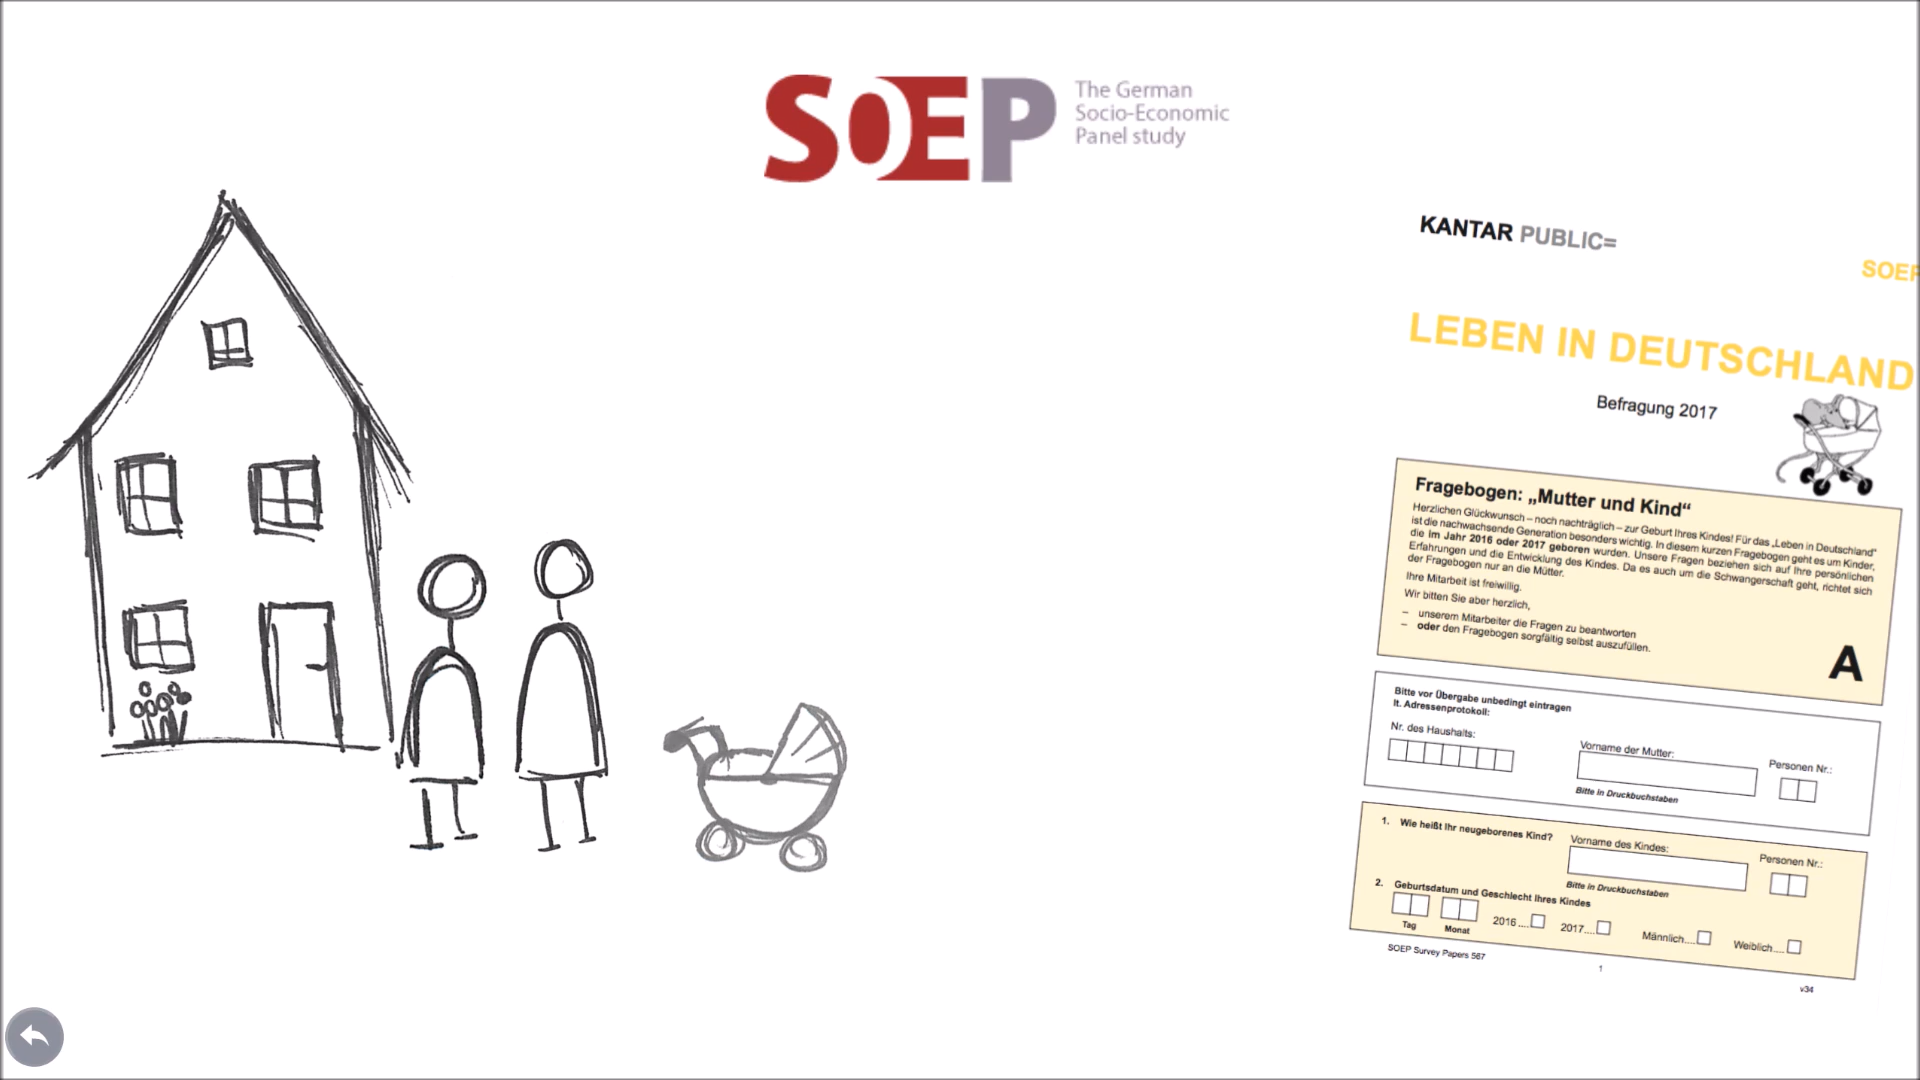 SOEP
The German
Socio-Economic
Panel study
KANTAR PUBLIC=
SOEP
LEBEN IN DEUTSCHLAND
Befragung 2017
Fragebogen: „Mutter und Kind“
Herzlichen Glückwunsch – noch nachträglich – zur Geburt Ihres Kindes! Für das „Leben in Deutschland“
ist die nachwachsende Generation besonders wichtig. In diesem kurzen Fragebogen geht es um Kinder,
die im Jahr 2016 oder 2017 geboren wurden. Unsere Fragen beziehen sich auf Ihre persönlichen
Erfahrungen und die Entwicklung des Kindes. Da es auch um die Schwangerschaft geht, richtet sich
der Fragebogen nur an die Mütter.
Ihre Mitarbeit ist freiwillig.
Wir bitten Sie aber herzlich,
– unserem Mitarbeiter die Fragen zu beantworten
– oder den Fragebogen sorgfältig selbst auszufüllen.
A
Bitte vor Übergabe unbedingt eintragen
lt. Adressenprotokoll:
Nr. des Haushalts:
Vorname der Mutter:
Personen Nr.:
Bitte in Druckbuchstaben
1. Wie heißt Ihr neugeborenes Kind?
Vorname des Kindes:
Personen Nr.:
Bitte in Druckbuchstaben
2. Geburtsdatum und Geschlecht Ihres Kindes
2016.... 2017.... Männlich.... Weiblich....
Tag Monat
SOEP Survey Papers 567
1
v34